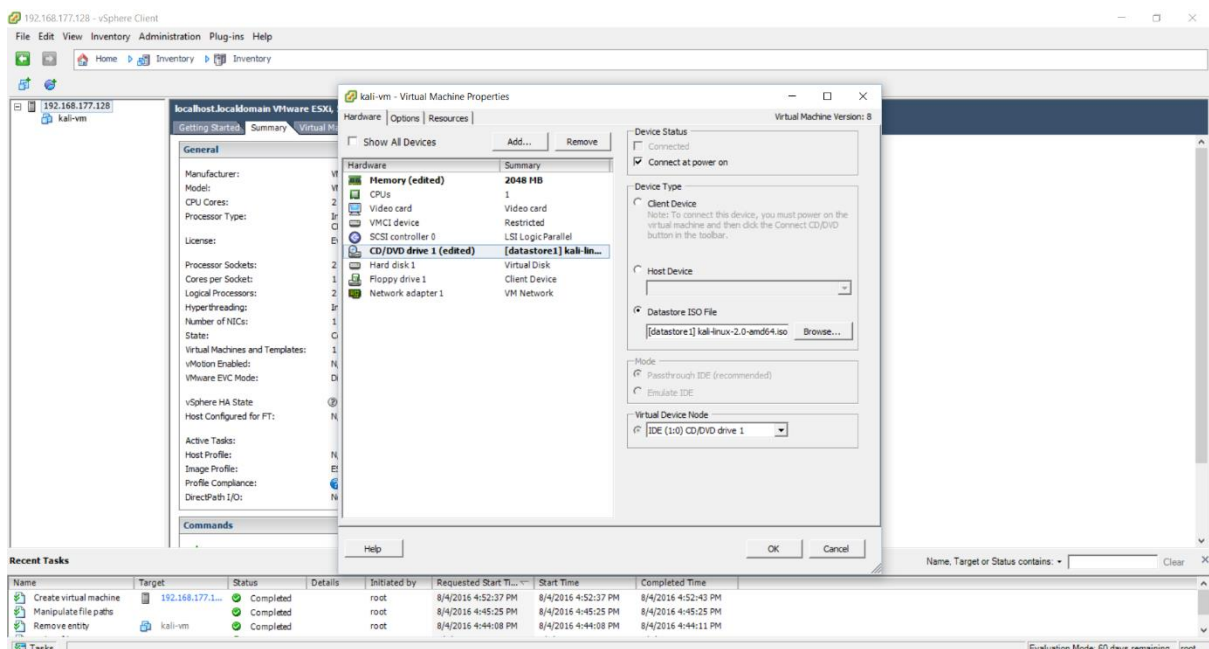 192.168.177.128 - vSphere Client
File Edit View Inventory Administration Plug-ins Help
Home Inventory Inventory
192.168.177.128
kali-vm
localhost.localdomain VMware ESXi,
Getting Started Summary Virtual
General
Manufacturer:
Model:
CPU Cores: 2
Processor Type:
License:
Processor Sockets: 2
Cores per Socket: 1
Logical Processors: 2
Hyperthreading:
Number of NICs: 1
State:
Virtual Machines and Templates: 1
vMotion Enabled:
VMware EVC Mode:
vSphere HA State
Host Configured for FT:
Active Tasks:
Host Profile:
Image Profile:
Profile Compliance:
DirectPath I/O:
Commands
kali-vm - Virtual Machine Properties
Hardware Options Resources Virtual Machine Version: 8
Show All Devices Add... Remove
Hardware Summary
Memory (edited) 2048 MB
CPUs 1
Video card Video card
VMCI device Restricted
SCSI controller 0 LSI Logic Parallel
CD/DVD drive 1 (edited) [datastore1] kali-lin...
Hard disk 1 Virtual Disk
Floppy drive 1 Client Device
Network adapter 1 VM Network
Device Status
Connected
Connect at power on
Device Type
Client Device
Note: To connect this device, you must power on the
virtual machine and then click the Connect CD/DVD
button in the toolbar.
Host Device
Datastore ISO File
[datastore1] kali-linux-2.0-amd64.iso Browse...
Mode
Passthrough IDE (recommended)
Emulate IDE
Virtual Device Node
IDE (1:0) CD/DVD drive 1
Help OK Cancel
Recent Tasks Name, Target or Status contains: Clear
Name Target Status Details Initiated by Requested Start Ti... Start Time Completed Time
Create virtual machine 192.168.177.1... Completed root 8/4/2016 4:52:37 PM 8/4/2016 4:52:37 PM 8/4/2016 4:52:43 PM
Manipulate file paths Completed root 8/4/2016 4:45:25 PM 8/4/2016 4:45:25 PM 8/4/2016 4:45:25 PM
Remove entity kali-vm Completed root 8/4/2016 4:44:08 PM 8/4/2016 4:44:08 PM 8/4/2016 4:44:11 PM
Tasks Evaluation Mode: 60 days remaining root